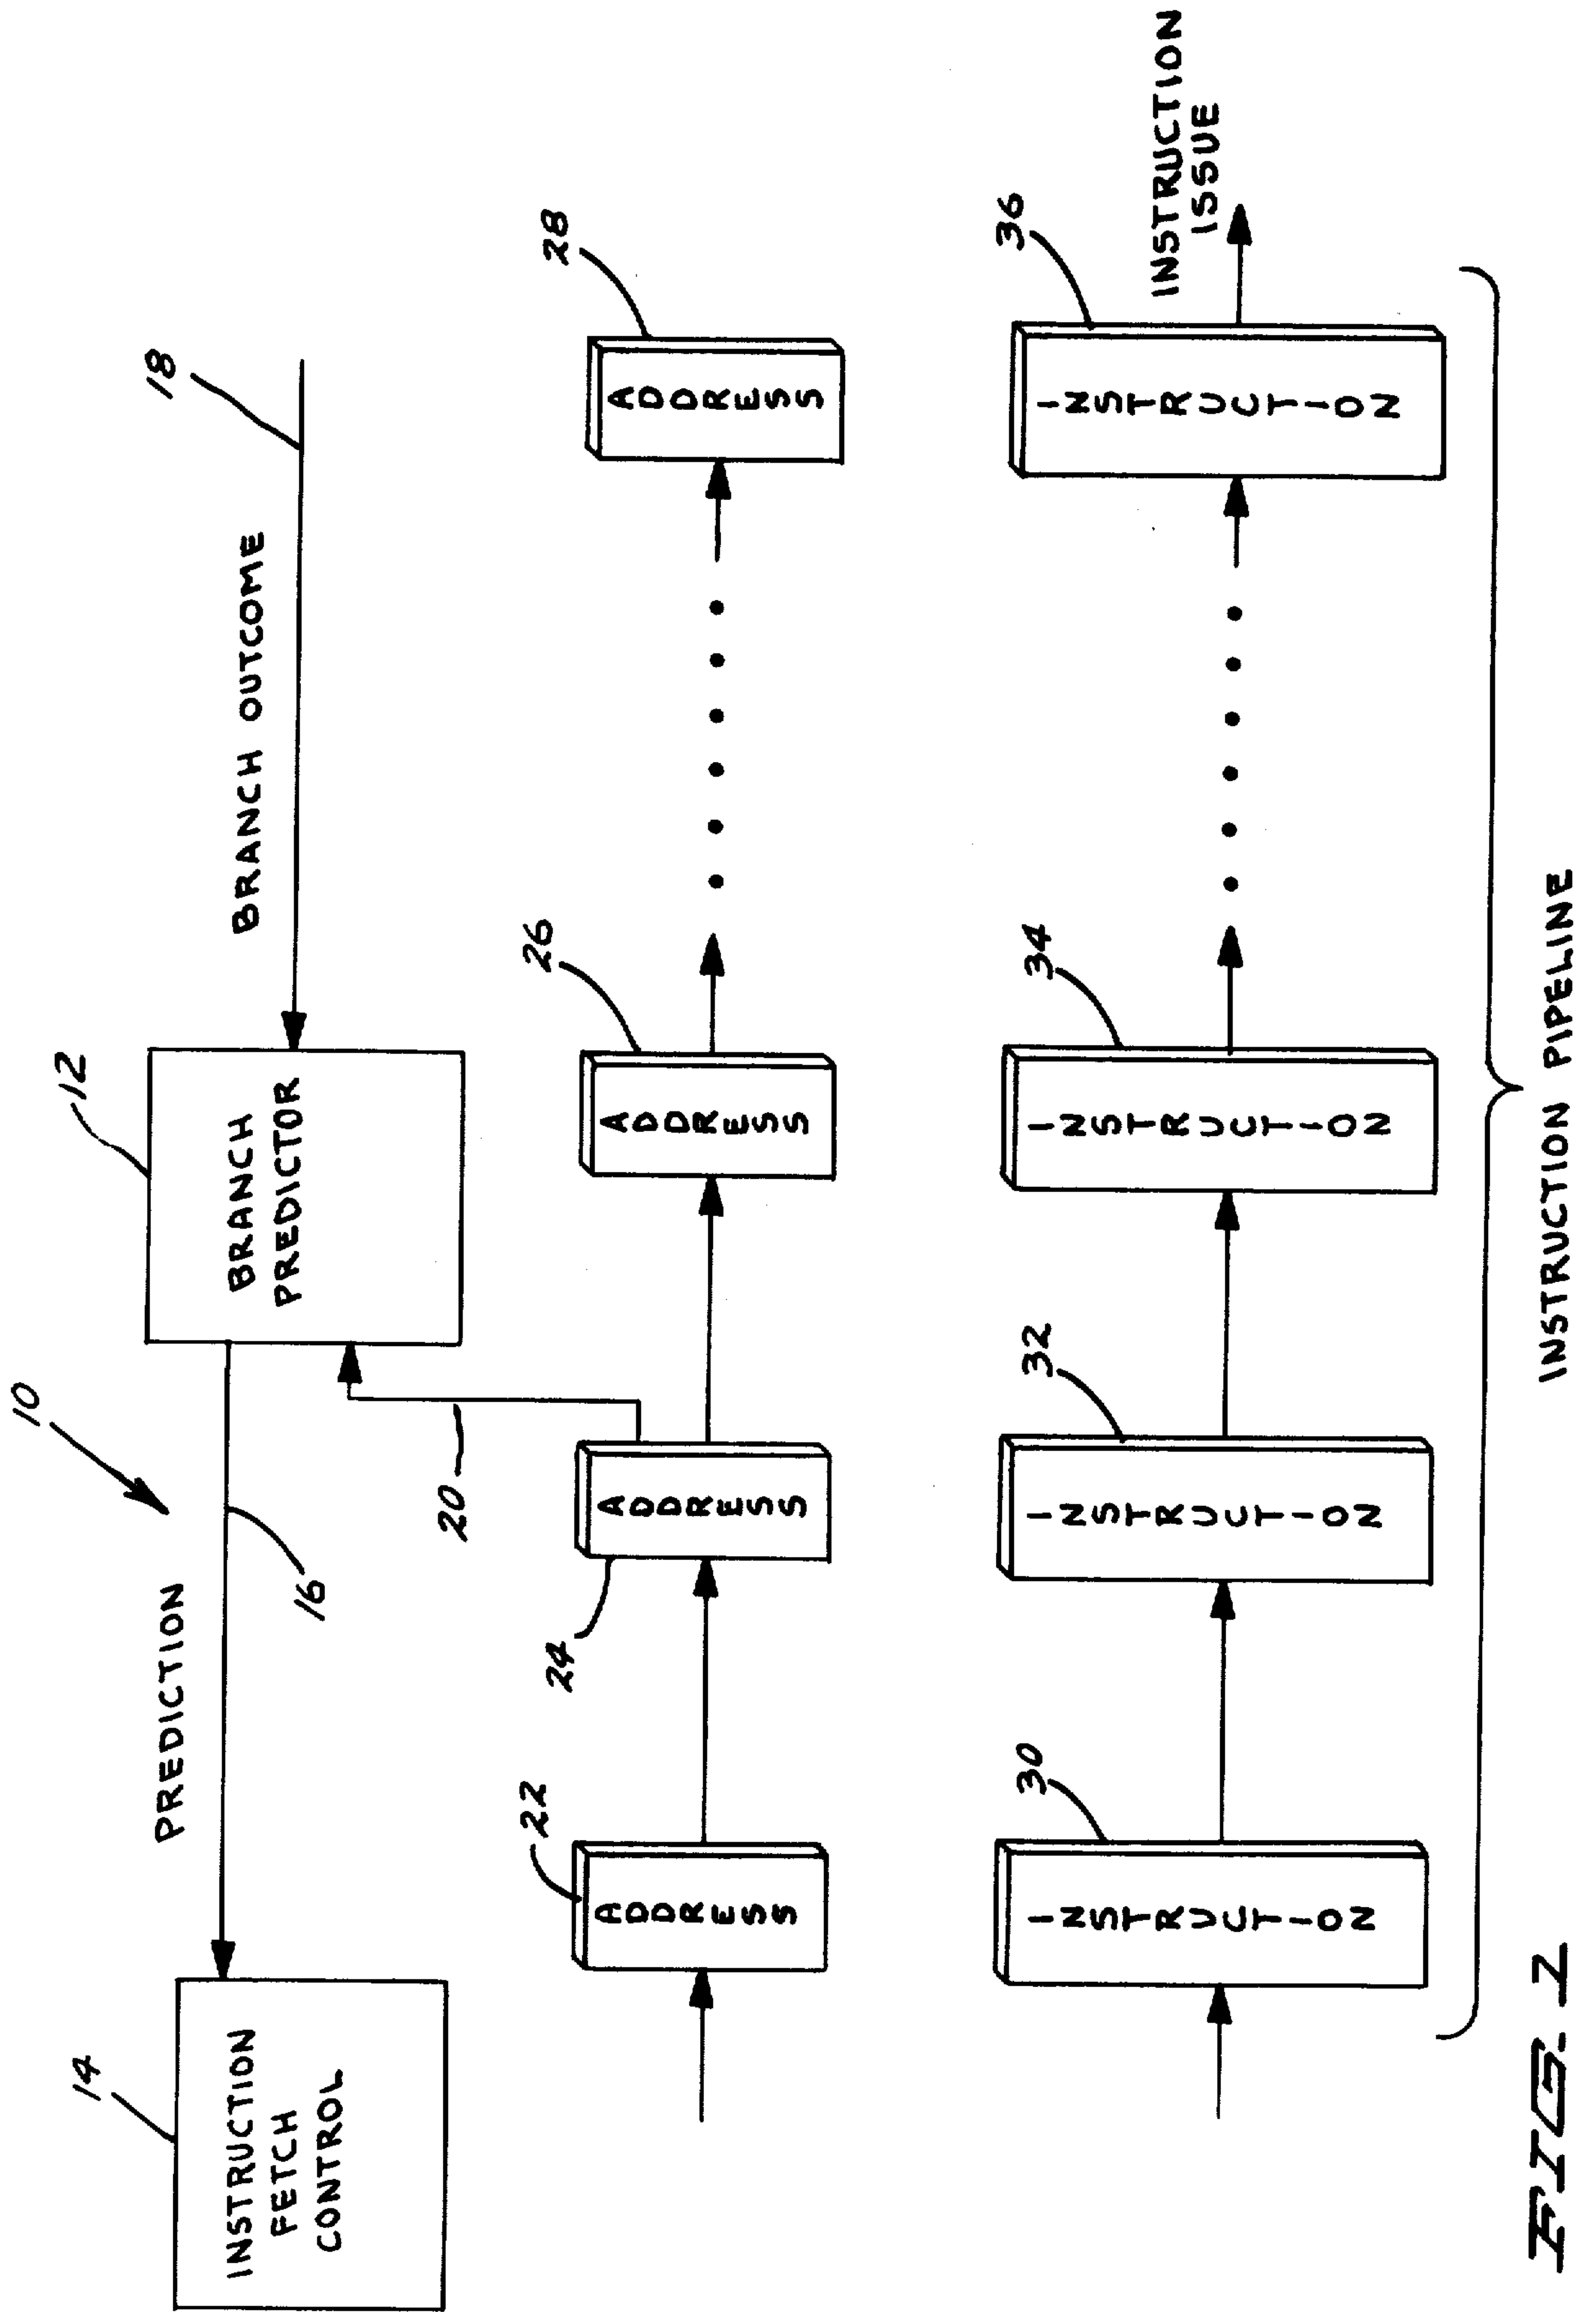 10
12
14
18
PREDICTION
BRANCH OUTCOME
INSTRUCTION
FETCH
CONTROL
BRANCH
PREDICTOR
16
20
22
24
26
28
ADDRESS
ADDRESS
ADDRESS
ADDRESS
30
32
34
36
INSTRUCTION
INSTRUCTION
INSTRUCTION
INSTRUCTION
INSTRUCTION
ISSUE
INSTRUCTION PIPELINE
FIG. 1